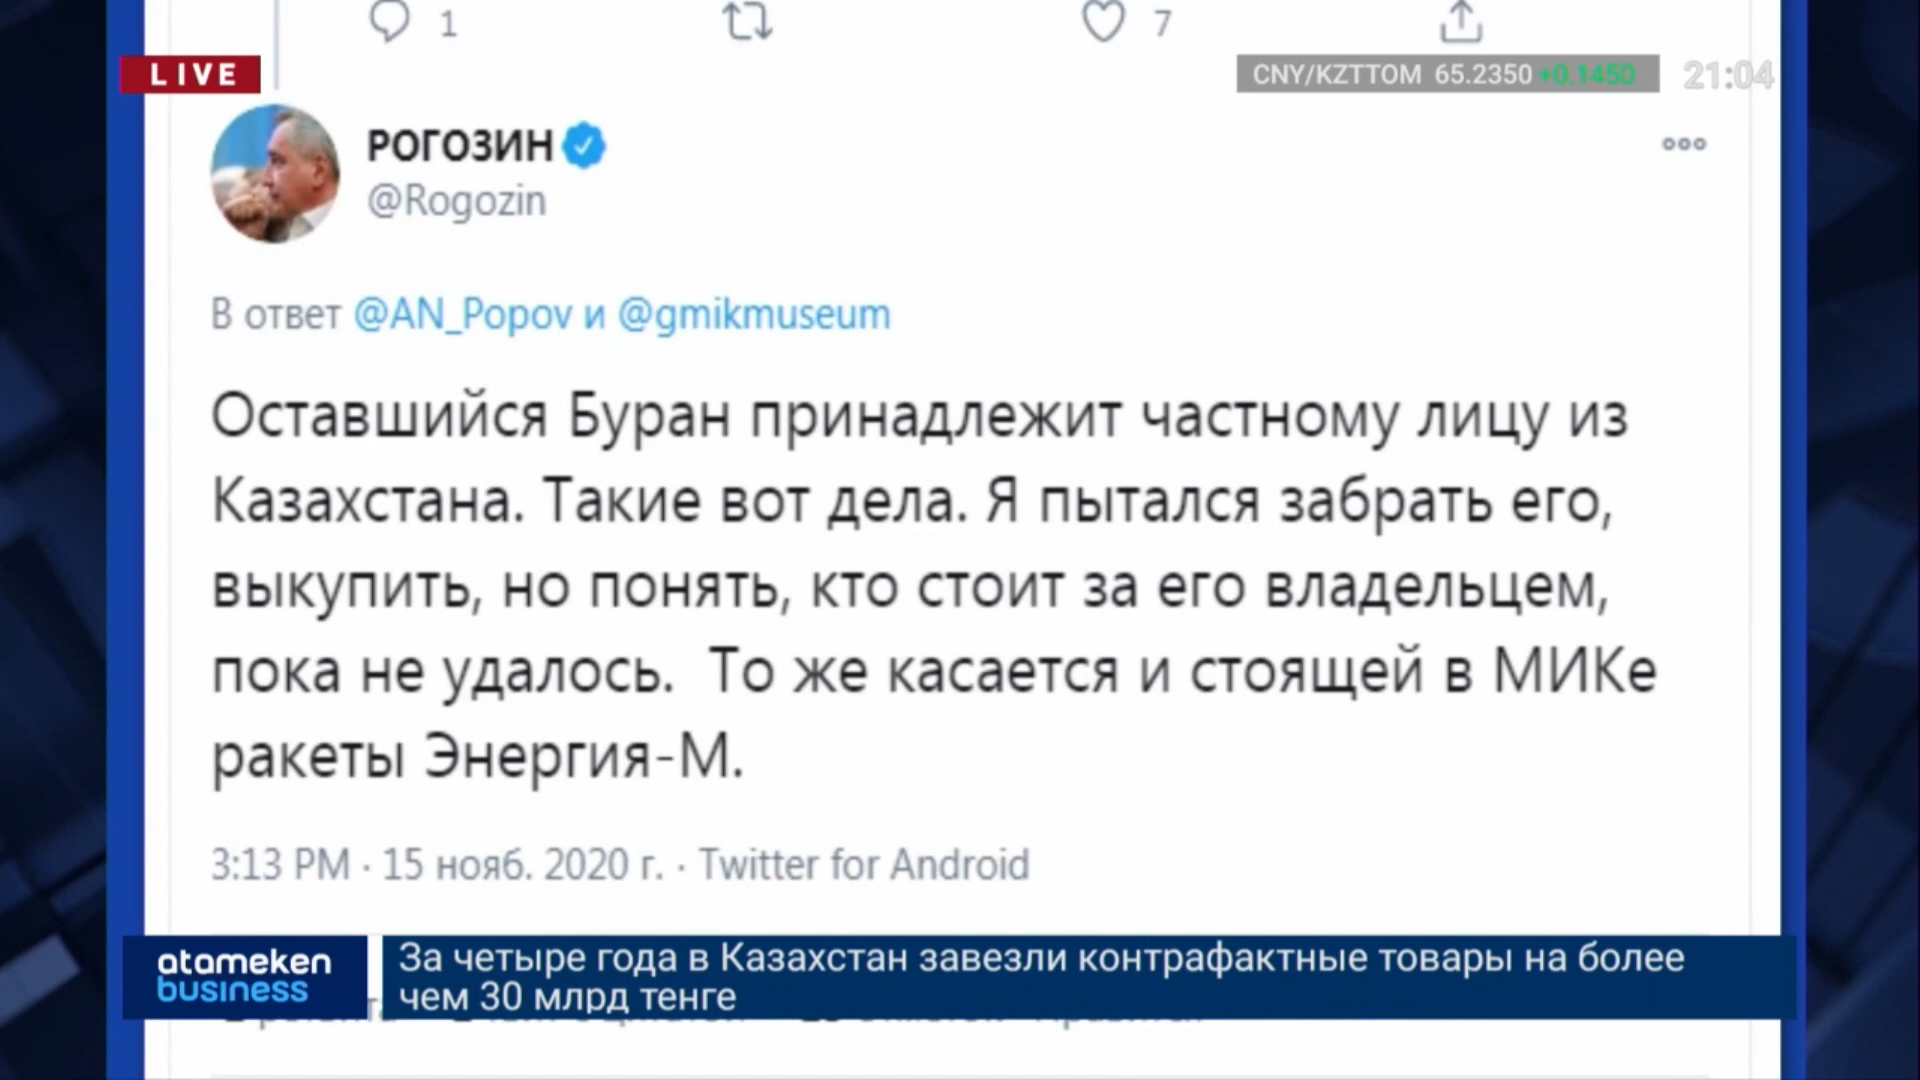 1
7
LIVE
CNY/KZTTOM 65.2350 +0.1450
21:04
РОГОЗИН
@Rogozin
В ответ @AN_Popov и @gmikmuseum
Оставшийся Буран принадлежит частному лицу из
Казахстана. Такие вот дела. Я пытался забрать его,
выкупить, но понять, кто стоит за его владельцем,
пока не удалось. То же касается и стоящей в МИКе
ракеты Энергия-М.
3:13 PM · 15 нояб. 2020 г. · Twitter for Android
atameken
business
За четыре года в Казахстан завезли контрафактные товары на более
чем 30 млрд тенге